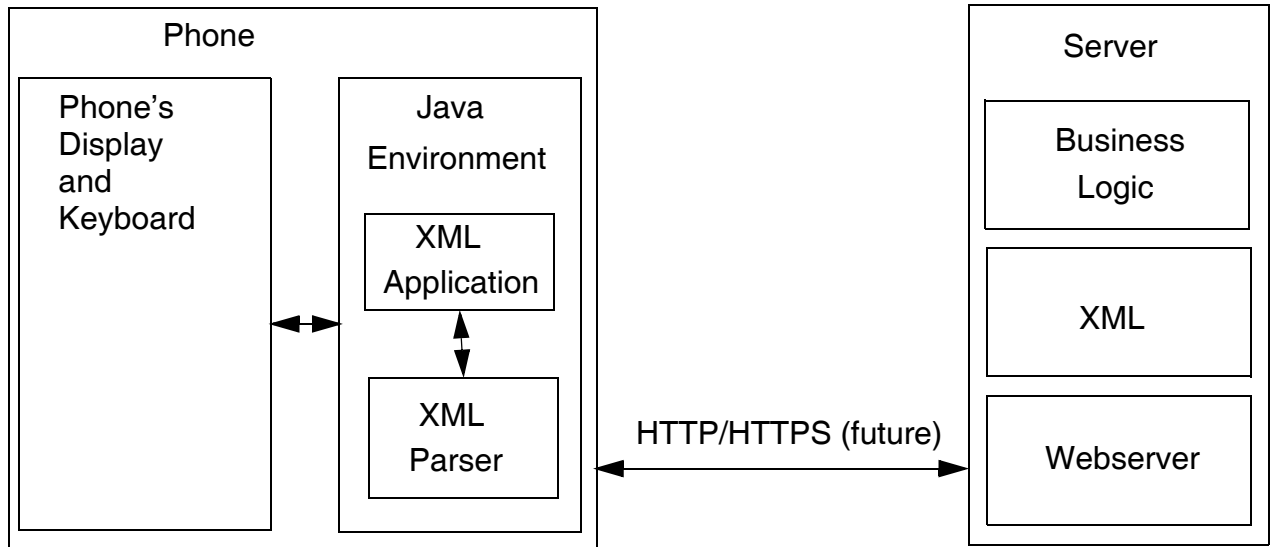 Phone
Phone's
Display
and
Keyboard
Java
Environment
XML
Application
XML
Parser
HTTP/HTTPS (future)
Server
Business
Logic
XML
Webserver